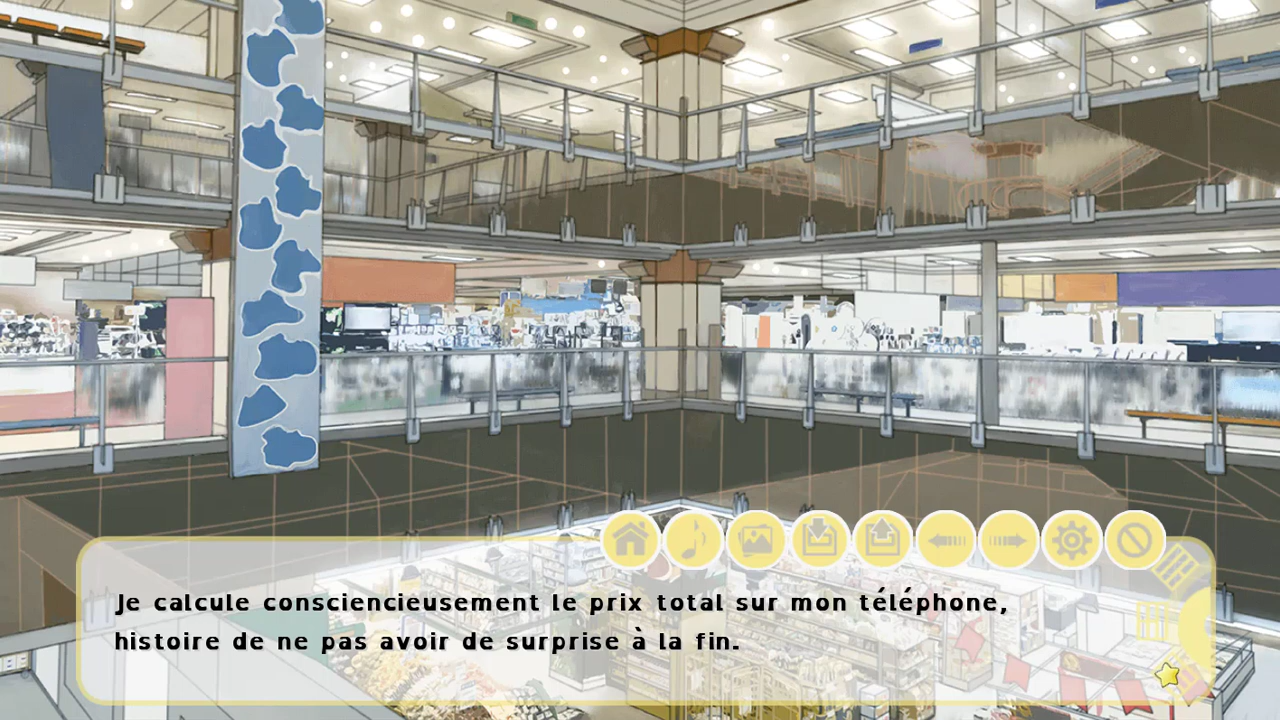 Je calcule consciencieusement le prix total sur mon téléphone,
histoire de ne pas avoir de surprise à la fin.